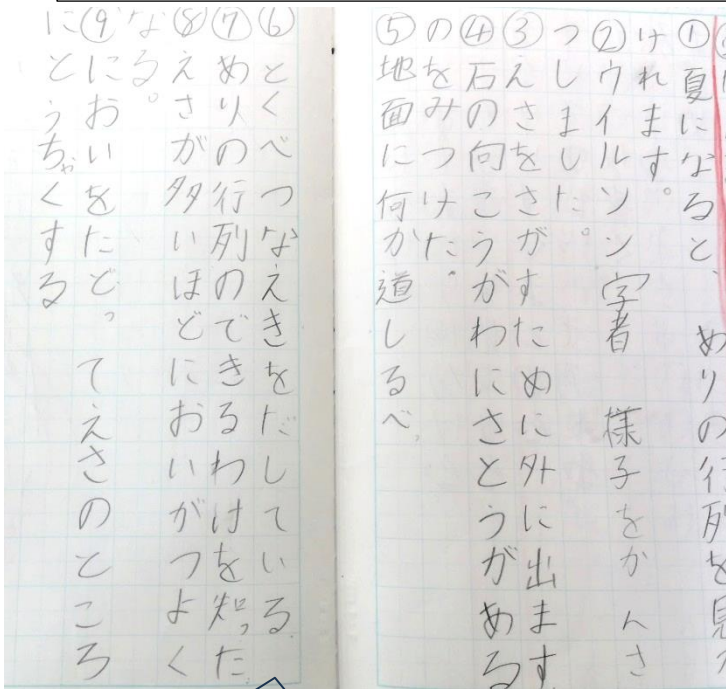 ①夏になると、めりの行列を見
けれます。
②ウイルソン字者 様子をかんさ
つしました。
③えさをさがすために外に出ます
④石の向こうがわにさとうがめる
のをみつけた。
⑤地面に何か道しるべ、
⑥とくべつなえきをだしている。
⑦めりの行列のできるわけを知った
⑧えさが多いほどにおいがつよく
なる。
⑨においをたどってえさのところ
にとうちゃくする